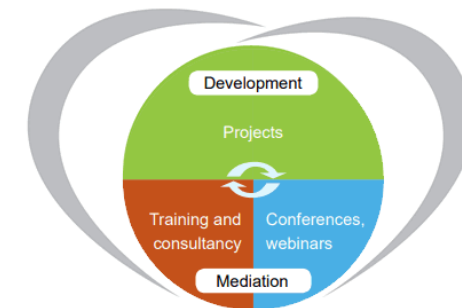 Development
Projects
Training and
consultancy
Conferences,
webinars
Mediation